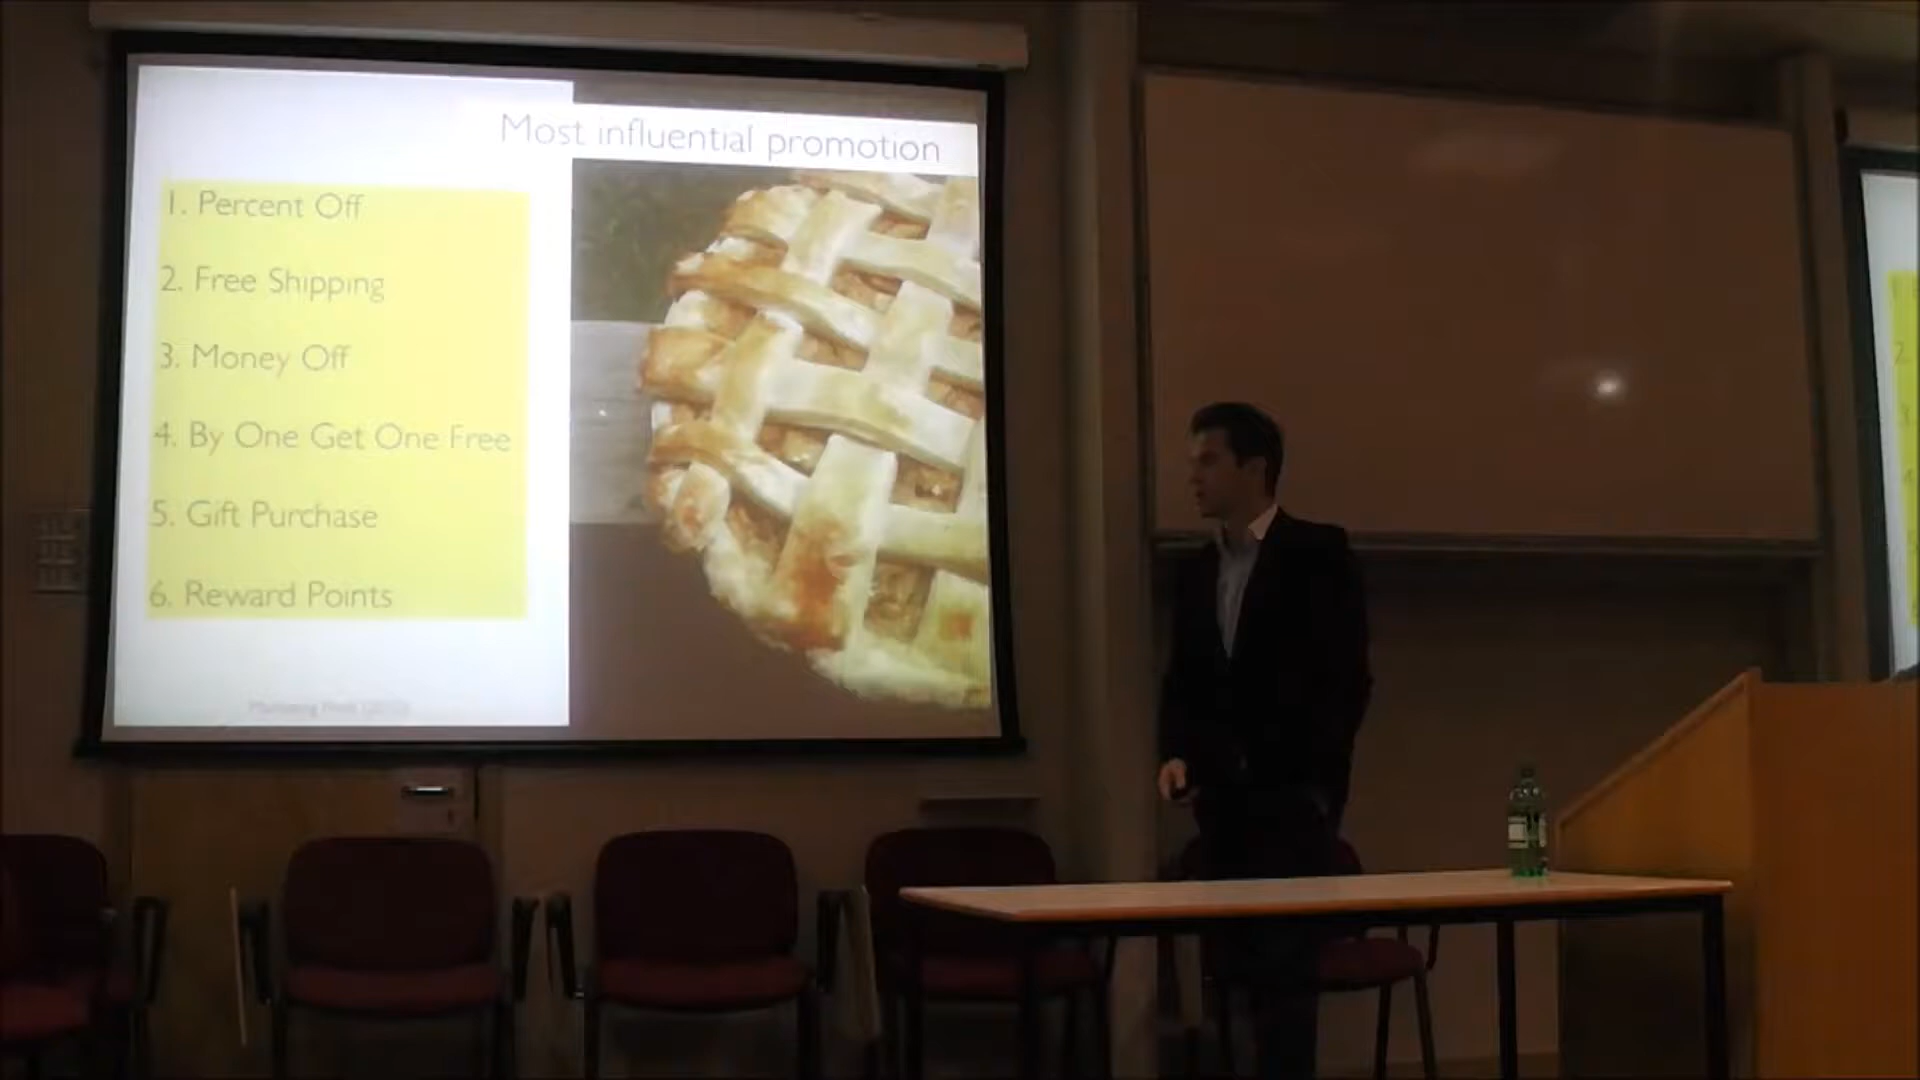 Most influential promotion
1. Percent Off
2. Free Shipping
3. Money Off
4. By One Get One Free
5. Gift Purchase
6. Reward Points
2.